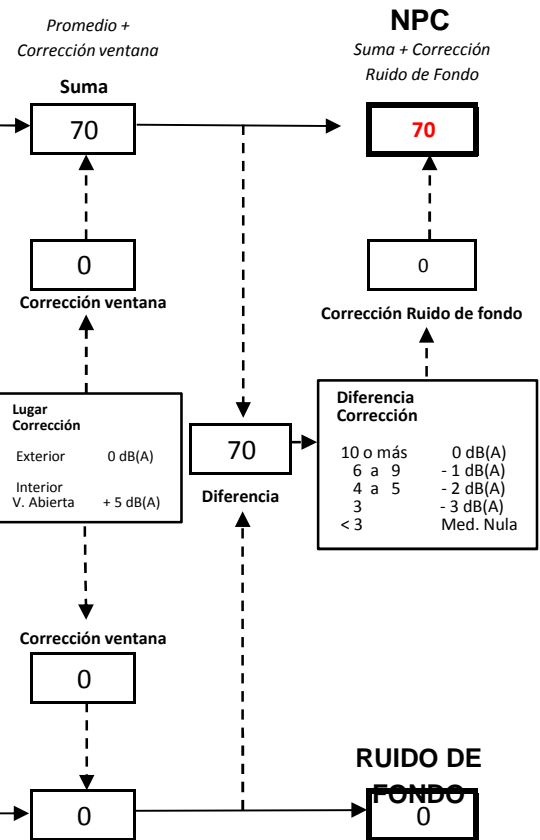 Promedio +
Corrección ventana
Suma
70
NPC
Suma + Corrección
Ruido de Fondo
70
0
Corrección ventana
0
Corrección Ruido de fondo
Lugar
Corrección
Exterior 0 dB(A)
Interior
V. Abierta + 5 dB(A)
70
Diferencia
Diferencia
Corrección
10 o más 0 dB(A)
6 a 9 - 1 dB(A)
4 a 5 - 2 dB(A)
3 - 3 dB(A)
< 3 Med. Nula
Corrección ventana
0
0
RUIDO DE
FONDO
0